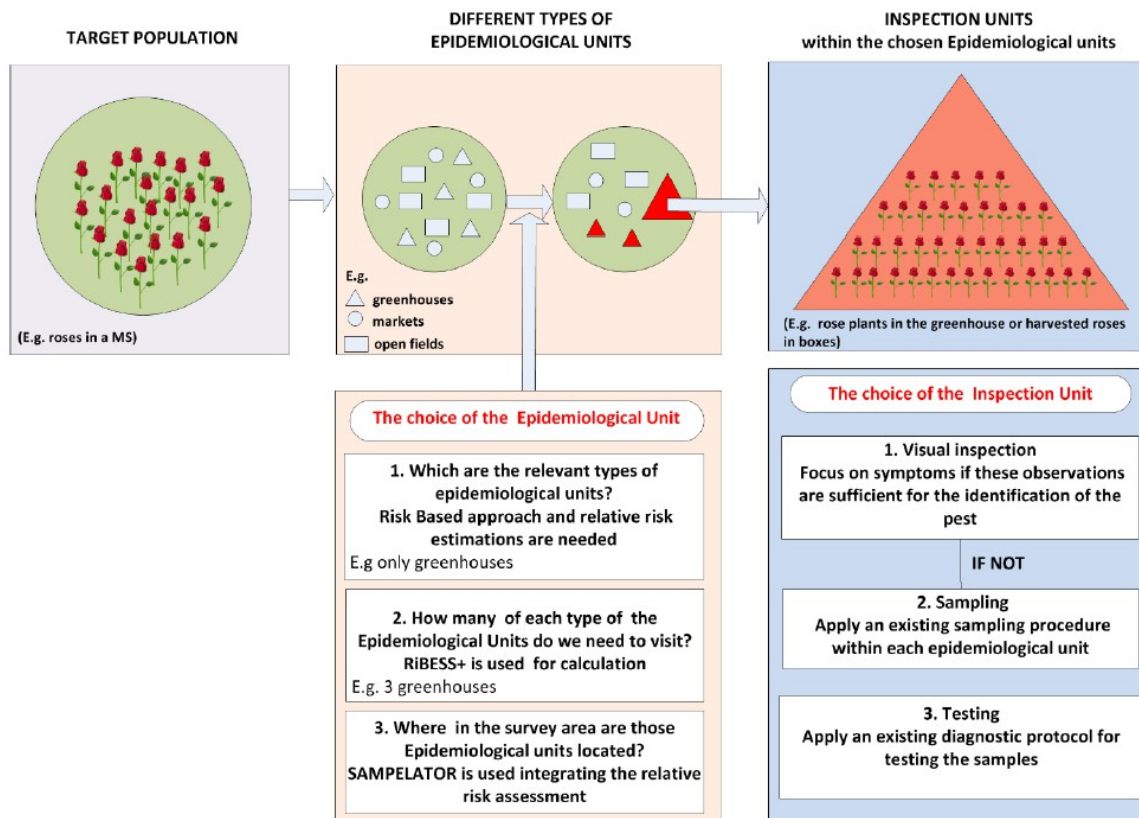 TARGET POPULATION
(E.g. roses in a MS)
DIFFERENT TYPES OF
EPIDEMIOLOGICAL UNITS
E.g.
greenhouses
markets
open fields
INSPECTION UNITS
within the chosen Epidemiological units
(E.g. rose plants in the greenhouse or harvested roses
in boxes)
The choice of the Epidemiological Unit
1. Which are the relevant types of
epidemiological units?
Risk Based approach and relative risk
estimations are needed
E.g only greenhouses
2. How many of each type of the
Epidemiological Units do we need to visit?
RiBESS+ is used for calculation
E.g. 3 greenhouses
3. Where in the survey area are those
Epidemiological units located?
SAMPELATOR is used integrating the relative
risk assessment
The choice of the Inspection Unit
1. Visual inspection
Focus on symptoms if these observations
are sufficient for the identification of the
pest
IF NOT
2. Sampling
Apply an existing sampling procedure
within each epidemiological unit
3. Testing
Apply an existing diagnostic protocol for
testing the samples